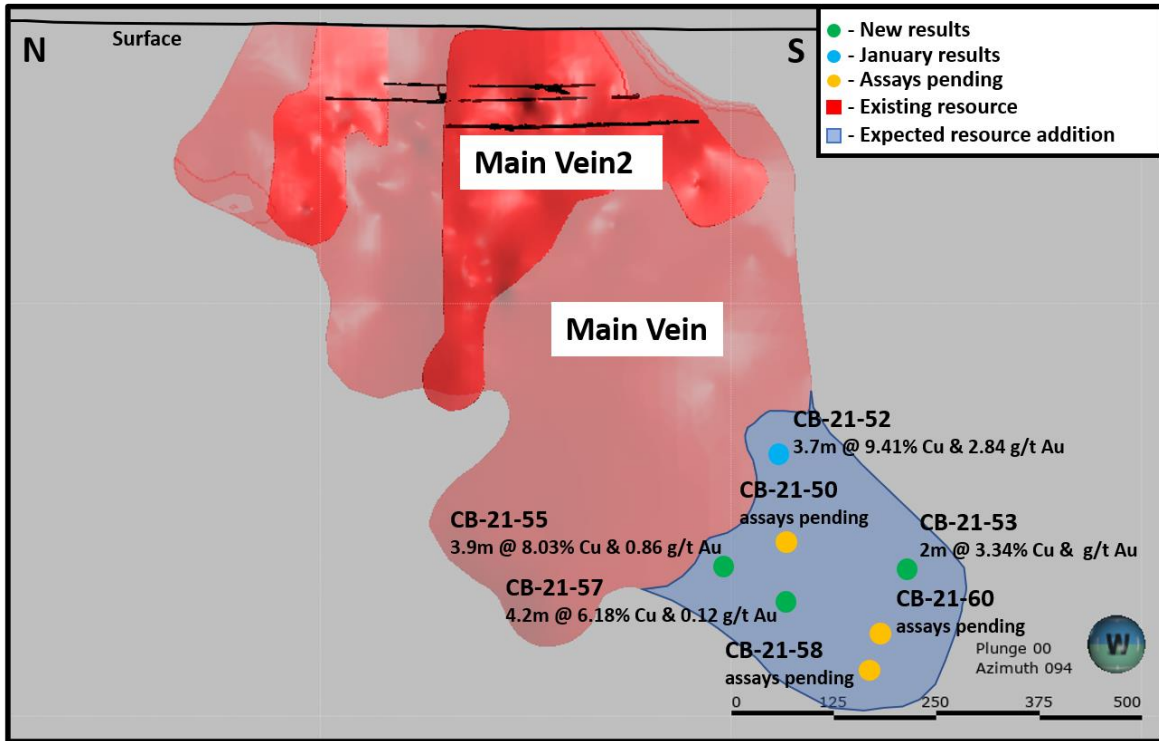 N
Surface
S
- New results
- January results
- Assays pending
- Existing resource
- Expected resource addition
Main Vein2
Main Vein
CB-21-52
3.7m @ 9.41% Cu & 2.84 g/t Au
CB-21-50
assays pending
CB-21-55
3.9m @ 8.03% Cu & 0.86 g/t Au
CB-21-53
2m @ 3.34% Cu &  g/t Au
CB-21-57
4.2m @ 6.18% Cu & 0.12 g/t Au
CB-21-60
assays pending
CB-21-58
assays pending
W
Plunge 00
Azimuth 094
0 125 250 375 500